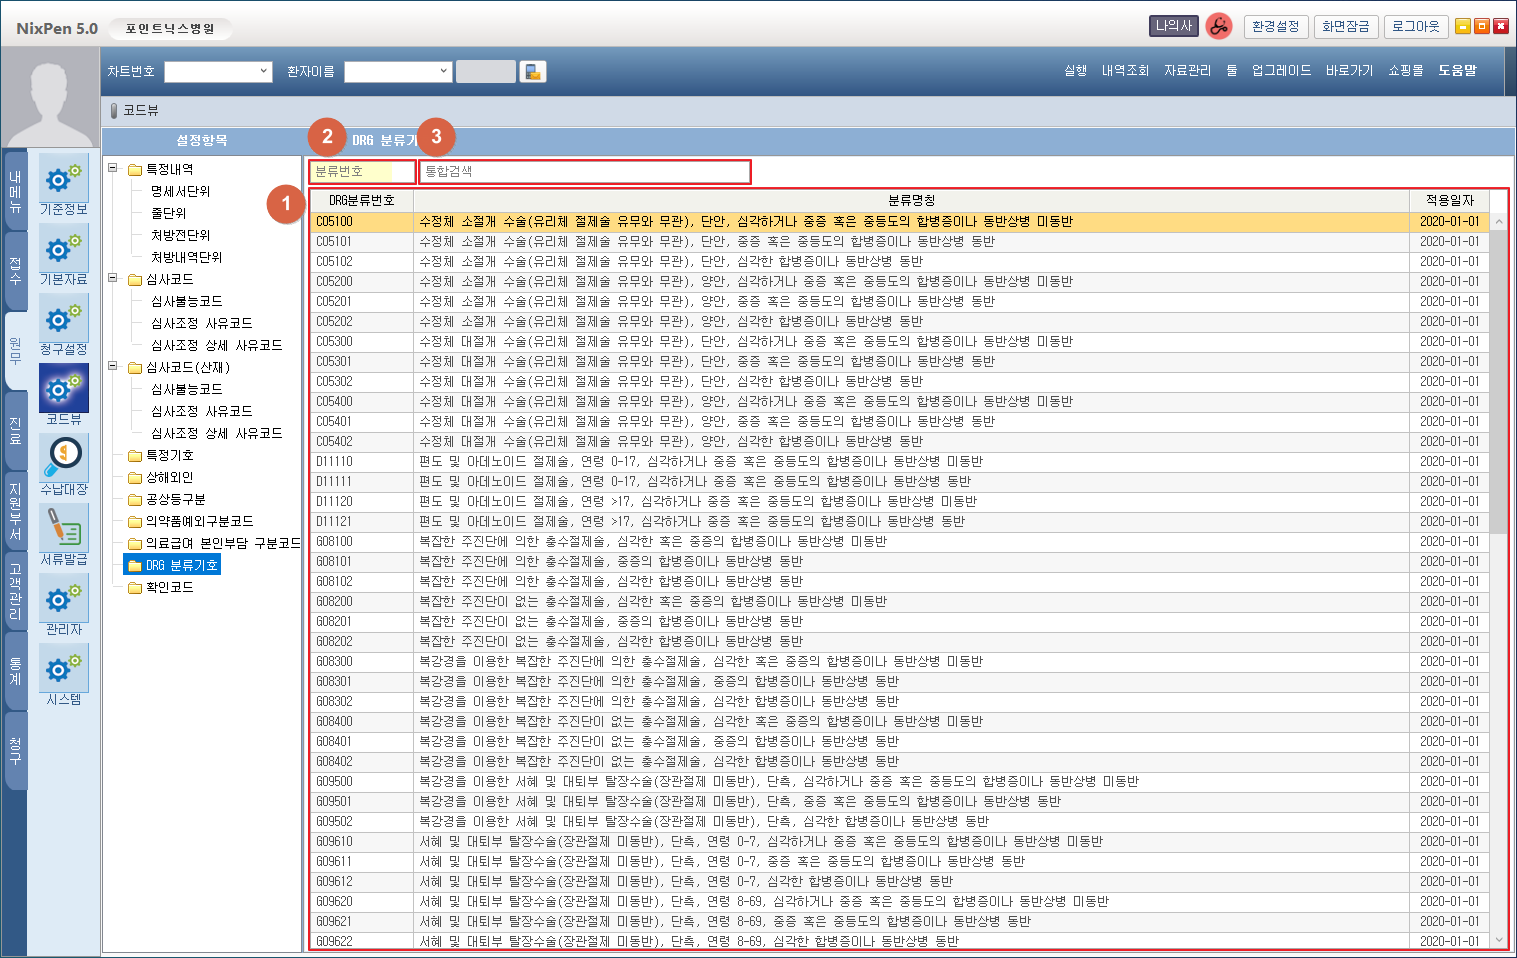 NixPen 5.0 포인트닉스병원 나의사 환경설정 화면잠금 로그아웃
차트번호 환자이름 실행 내역조회 자료관리 툴 업그레이드 바로가기 쇼핑몰 도움말
코드뷰
설정항목
2 DRG 분류기 3
1
내메뉴
접수
원무
진료
지원부서
고객관리
통계
청구
기준정보
기본자료
청구설정
코드뷰
수납대장
서류발급
관리자
시스템
특정내역
명세서단위
줄단위
처방전단위
처방내역단위
심사코드
심사불능코드
심사조정 사유코드
심사조정 상세 사유코드
심사코드(산재)
심사불능코드
심사조정 사유코드
심사조정 상세 사유코드
특정기호
상해외인
공상등구분
의약품예외구분코드
의료급여 본인부담 구분코드
DRG 분류기호
확인코드
분류번호 통합검색
DRG분류번호 분류명칭 적용일자
C05100 수정체 소절개 수술(유리체 절제술 유무와 무관), 단안, 심각하거나 중증 혹은 중등도의 합병증이나 동반상병 미동반 2020-01-01
C05101 수정체 소절개 수술(유리체 절제술 유무와 무관), 단안, 중증 혹은 중등도의 합병증이나 동반상병 동반 2020-01-01
C05102 수정체 소절개 수술(유리체 절제술 유무와 무관), 단안, 심각한 합병증이나 동반상병 동반 2020-01-01
C05200 수정체 소절개 수술(유리체 절제술 유무와 무관), 양안, 심각하거나 중증 혹은 중등도의 합병증이나 동반상병 미동반 2020-01-01
C05201 수정체 소절개 수술(유리체 절제술 유무와 무관), 양안, 중증 혹은 중등도의 합병증이나 동반상병 동반 2020-01-01
C05202 수정체 소절개 수술(유리체 절제술 유무와 무관), 양안, 심각한 합병증이나 동반상병 동반 2020-01-01
C05300 수정체 대절개 수술(유리체 절제술 유무와 무관), 단안, 심각하거나 중증 혹은 중등도의 합병증이나 동반상병 미동반 2020-01-01
C05301 수정체 대절개 수술(유리체 절제술 유무와 무관), 단안, 중증 혹은 중등도의 합병증이나 동반상병 동반 2020-01-01
C05302 수정체 대절개 수술(유리체 절제술 유무와 무관), 단안, 심각한 합병증이나 동반상병 동반 2020-01-01
C05400 수정체 대절개 수술(유리체 절제술 유무와 무관), 양안, 심각하거나 중증 혹은 중등도의 합병증이나 동반상병 미동반 2020-01-01
C05401 수정체 대절개 수술(유리체 절제술 유무와 무관), 양안, 중증 혹은 중등도의 합병증이나 동반상병 동반 2020-01-01
C05402 수정체 대절개 수술(유리체 절제술 유무와 무관), 양안, 심각한 합병증이나 동반상병 동반 2020-01-01
D11110 편도 및 아데노이드 절제술, 연령 0-17, 심각하거나 중증 혹은 중등도의 합병증이나 동반상병 미동반 2020-01-01
D11111 편도 및 아데노이드 절제술, 연령 0-17, 중증 혹은 중등도의 합병증이나 동반상병 동반 2020-01-01
D11120 편도 및 아데노이드 절제술, 연령 >17, 심각하거나 중증 혹은 중등도의 합병증이나 동반상병 미동반 2020-01-01
D11121 편도 및 아데노이드 절제술, 연령 >17, 중증 혹은 중등도의 합병증이나 동반상병 동반 2020-01-01
G08100 복잡한 주진단에 의한 충수절제술, 심각한 혹은 중증의 합병증이나 동반상병 미동반 2020-01-01
G08101 복잡한 주진단에 의한 충수절제술, 중증의 합병증이나 동반상병 동반 2020-01-01
G08102 복잡한 주진단에 의한 충수절제술, 심각한 합병증이나 동반상병 동반 2020-01-01
G08200 복잡한 주진단이 없는 충수절제술, 심각한 혹은 중증의 합병증이나 동반상병 미동반 2020-01-01
G08201 복잡한 주진단이 없는 충수절제술, 중증의 합병증이나 동반상병 동반 2020-01-01
G08202 복잡한 주진단이 없는 충수절제술, 심각한 합병증이나 동반상병 동반 2020-01-01
G08300 복강경을 이용한 복잡한 주진단에 의한 충수절제술, 심각한 혹은 중증의 합병증이나 동반상병 미동반 2020-01-01
G08301 복강경을 이용한 복잡한 주진단에 의한 충수절제술, 중증의 합병증이나 동반상병 동반 2020-01-01
G08302 복강경을 이용한 복잡한 주진단에 의한 충수절제술, 심각한 합병증이나 동반상병 동반 2020-01-01
G08400 복강경을 이용한 복잡한 주진단이 없는 충수절제술, 심각한 혹은 중증의 합병증이나 동반상병 미동반 2020-01-01
G08401 복강경을 이용한 복잡한 주진단이 없는 충수절제술, 중증의 합병증이나 동반상병 동반 2020-01-01
G08402 복강경을 이용한 복잡한 주진단이 없는 충수절제술, 심각한 합병증이나 동반상병 동반 2020-01-01
G09500 복강경을 이용한 서혜 및 대퇴부 탈장수술(장관절제 미동반), 단측, 심각하거나 중증 혹은 중등도의 합병증이나 동반상병 미동반 2020-01-01
G09501 복강경을 이용한 서혜 및 대퇴부 탈장수술(장관절제 미동반), 단측, 중증 혹은 중등도의 합병증이나 동반상병 동반 2020-01-01
G09502 복강경을 이용한 서혜 및 대퇴부 탈장수술(장관절제 미동반), 단측, 심각한 합병증이나 동반상병 동반 2020-01-01
G09610 서혜 및 대퇴부 탈장수술(장관절제 미동반), 단측, 연령 0-7, 심각하거나 중증 혹은 중등도의 합병증이나 동반상병 미동반 2020-01-01
G09611 서혜 및 대퇴부 탈장수술(장관절제 미동반), 단측, 연령 0-7, 중증 혹은 중등도의 합병증이나 동반상병 동반 2020-01-01
G09612 서혜 및 대퇴부 탈장수술(장관절제 미동반), 단측, 연령 0-7, 심각한 합병증이나 동반상병 동반 2020-01-01
G09620 서혜 및 대퇴부 탈장수술(장관절제 미동반), 단측, 연령 8-69, 심각하거나 중증 혹은 중등도의 합병증이나 동반상병 미동반 2020-01-01
G09621 서혜 및 대퇴부 탈장수술(장관절제 미동반), 단측, 연령 8-69, 중증 혹은 중등도의 합병증이나 동반상병 동반 2020-01-01
G09622 서혜 및 대퇴부 탈장수술(장관절제 미동반), 단측, 연령 8-69, 심각한 합병증이나 동반상병 동반 2020-01-01